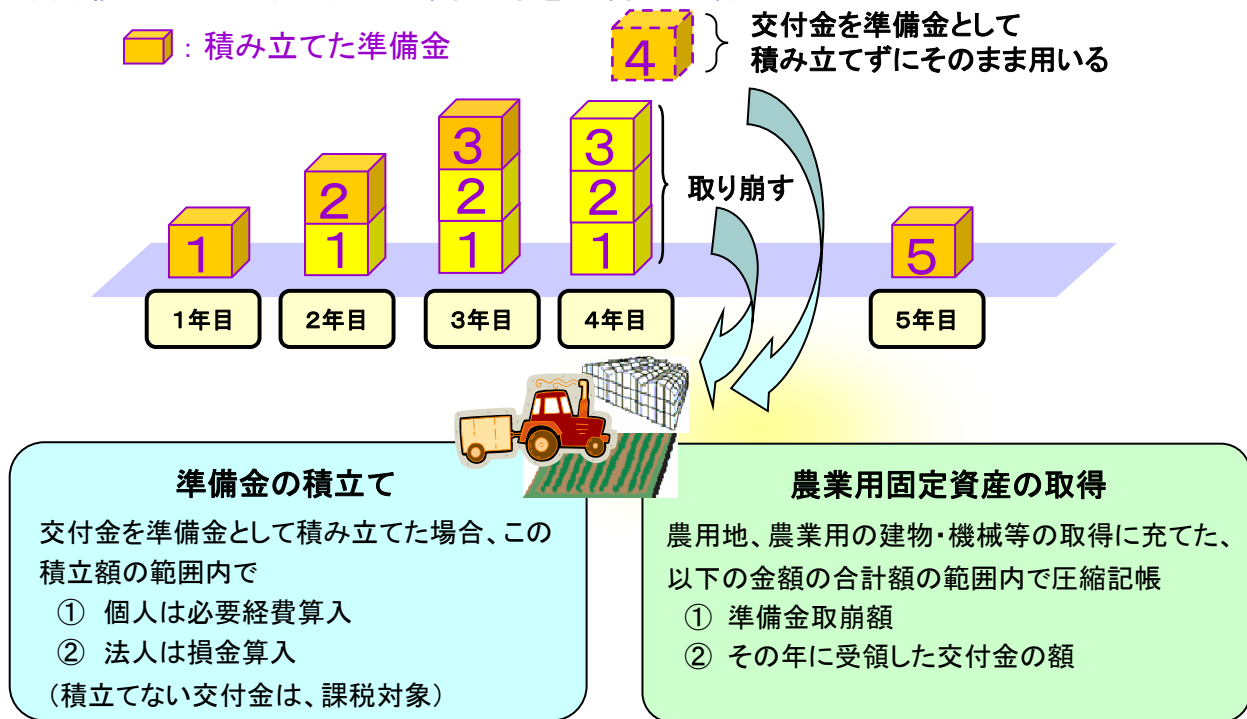 ：積み立てた準備金
4
交付金を準備金として
積み立てずにそのまま用いる
1
2
1
3
2
1
3
2
1
取り崩す
5
１年目
２年目
３年目
４年目
５年目
準備金の積立て
交付金を準備金として積み立てた場合、この
積立額の範囲内で
① 個人は必要経費算入
② 法人は損金算入
（積立てない交付金は、課税対象）
農業用固定資産の取得
農用地、農業用の建物・機械等の取得に充てた、
以下の金額の合計額の範囲内で圧縮記帳
① 準備金取崩額
② その年に受領した交付金の額